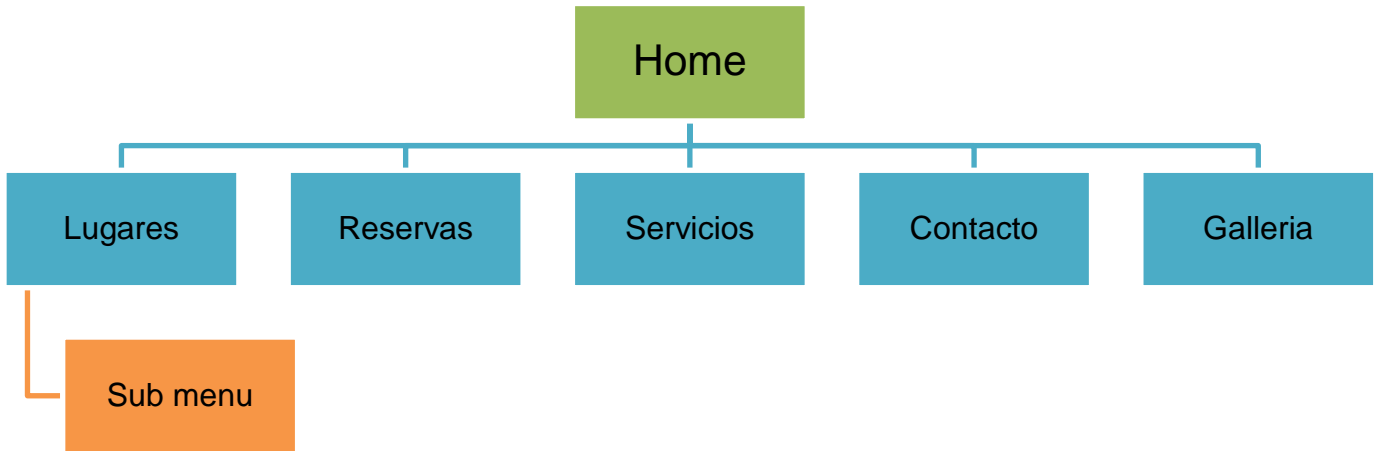 Home
Lugares
Reservas
Servicios
Contacto
Galleria
Sub menu